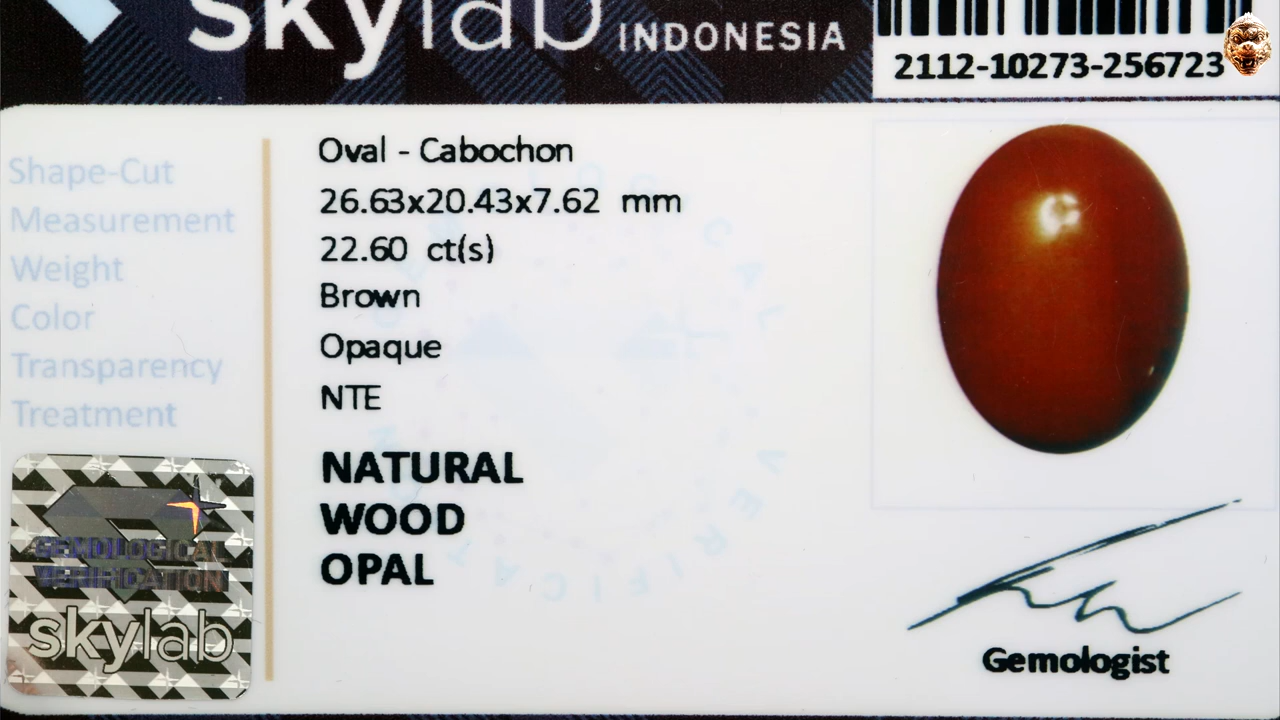 skylab INDONESIA
2112-10273-256723
Shape-Cut
Oval - Cabochon
Measurement
26.63x20.43x7.62 mm
Weight
22.60 ct(s)
Color
Brown
Transparency
Opaque
Treatment
NTE
NATURAL
WOOD
OPAL
GEMOLOGICAL
VERIFICATION
skylab
Gemologist